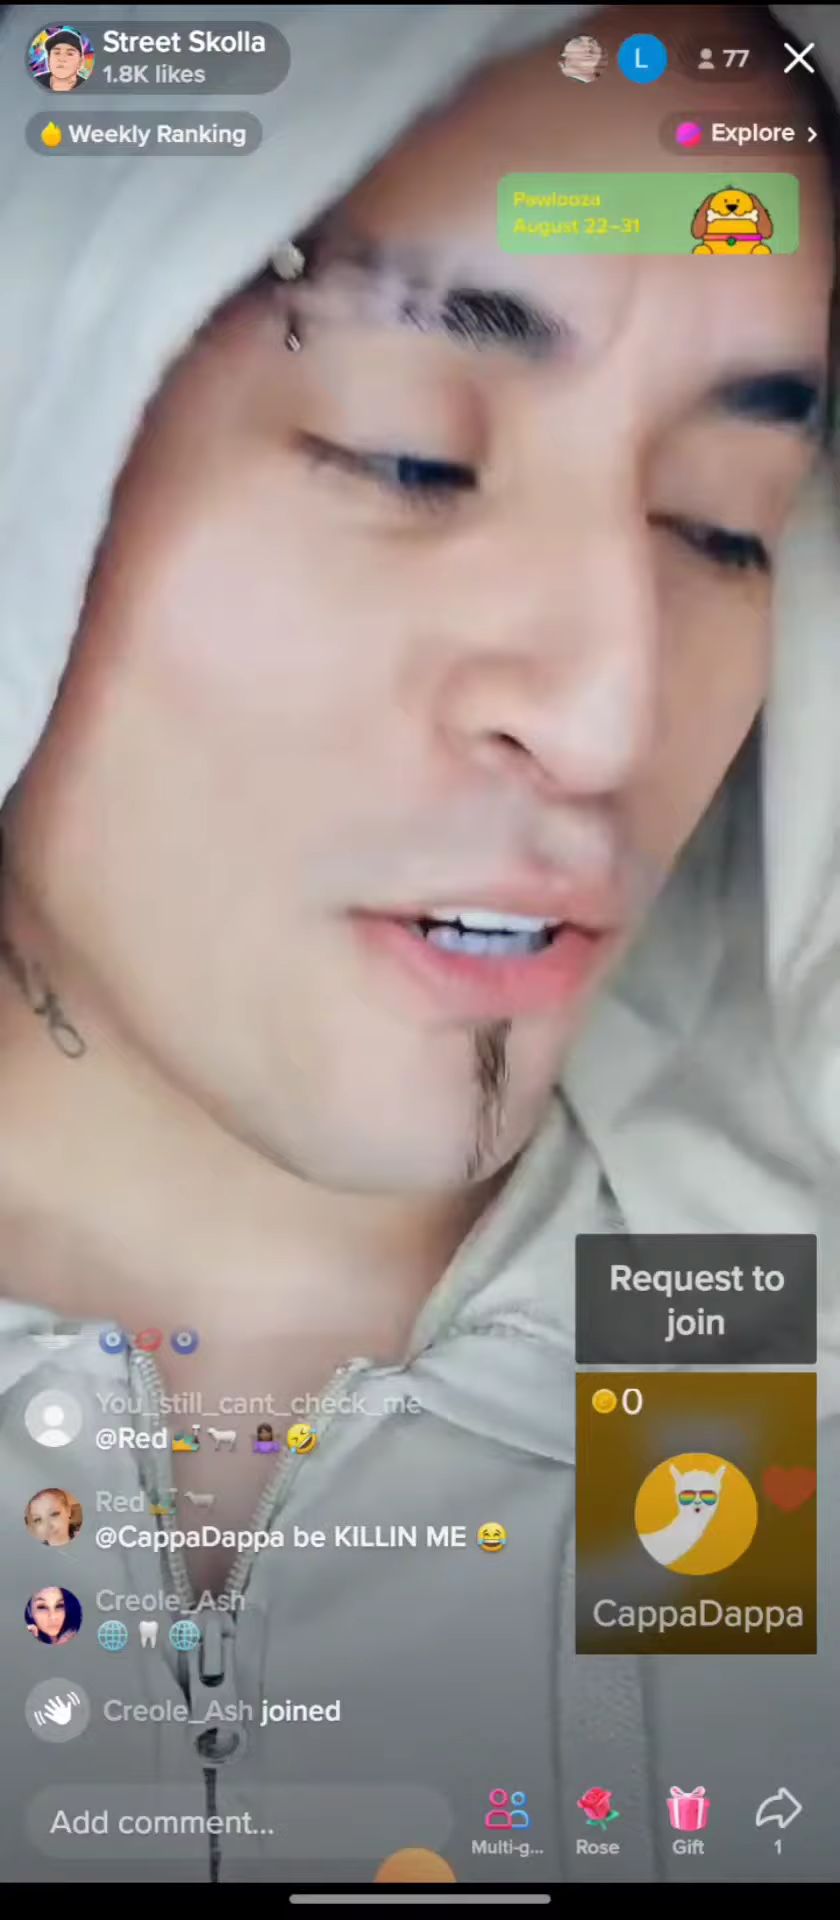 Street Skolla
1.8K likes
L
77
Weekly Ranking
Explore >
Pawlooza
August 22-31
Request to
join
0
You_still_cant_check_me
@Red
Red
@CappaDappa be KILLIN ME
Creole_Ash
CappaDappa
Creole_Ash joined
Add comment...
Multi-g...
Rose
Gift
1